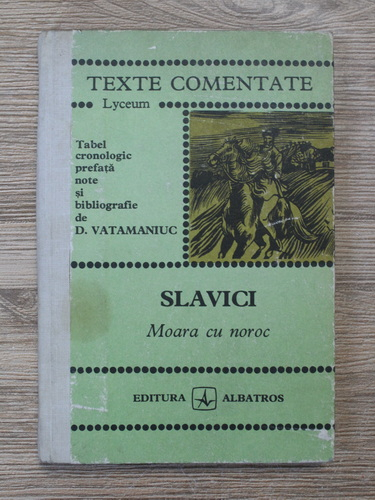 TEXTE COMENTATE
Lyceum
Tabel
cronologic
prefață
note
și
bibliografie
de
D. VATAMANIUC
SLAVICI
Moara cu noroc
EDITURA ALBATROS